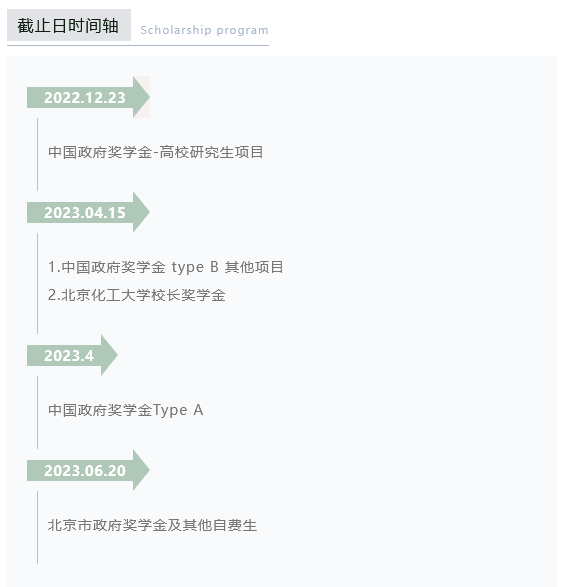 截止日时间轴
Scholarship program
2022.12.23
中国政府奖学金-高校研究生项目
2023.04.15
1.中国政府奖学金 type B 其他项目
2.北京化工大学校长奖学金
2023.4
中国政府奖学金Type A
2023.06.20
北京市政府奖学金及其他自费生